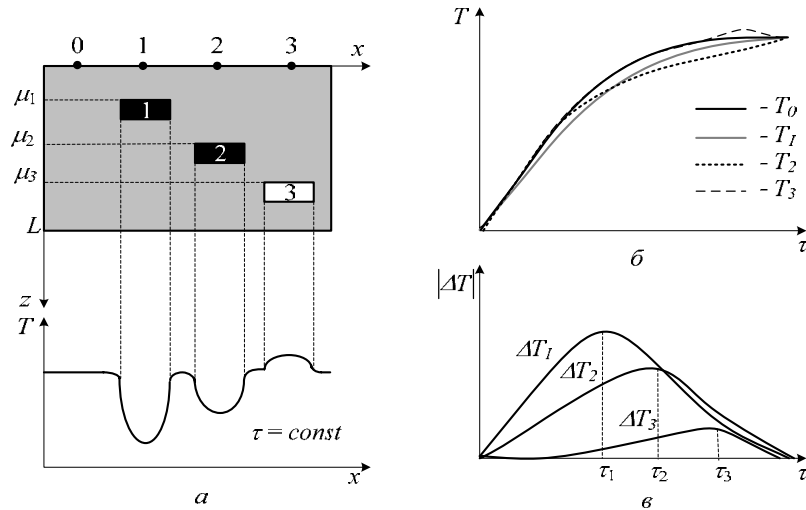 0 1 2 3 x
μ1
1
μ2
2
μ3
3
L
z
T
τ = const
x
а
T
- T0
- T1
- T2
- T3
τ
б
|ΔT|
ΔT1
ΔT2
ΔT3
τ1 τ2 τ3 τ
в